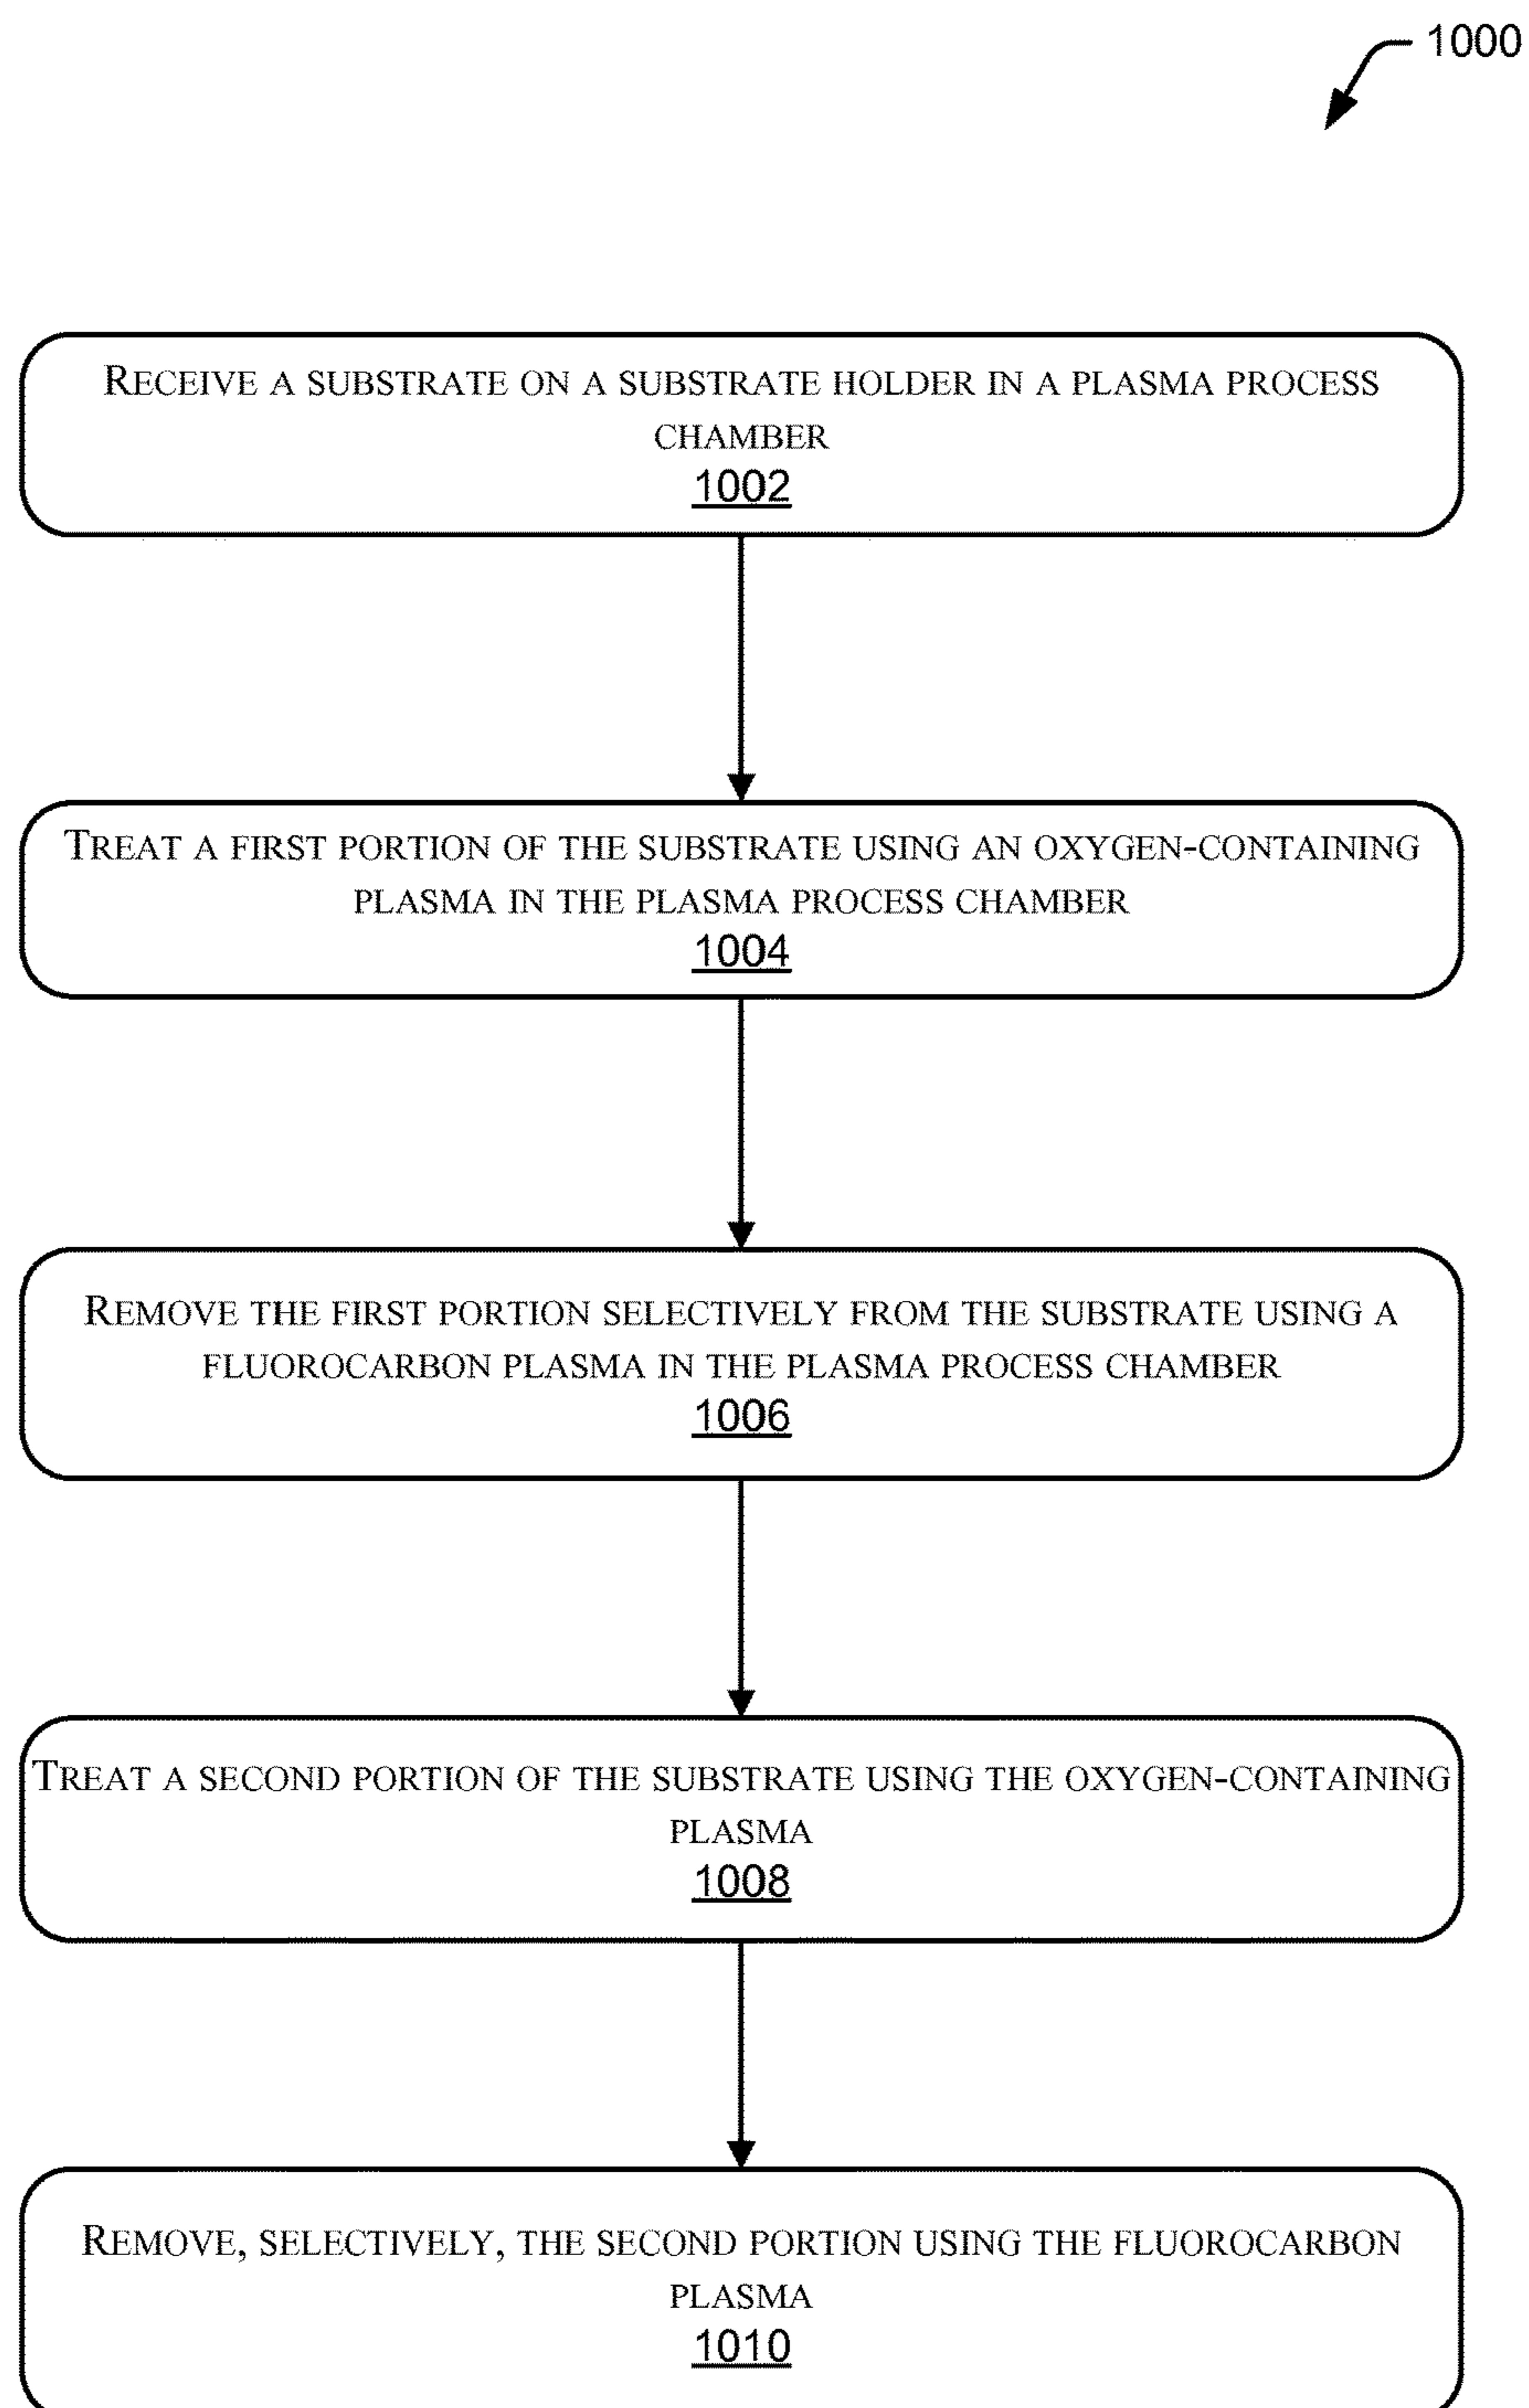 1000
RECEIVE A SUBSTRATE ON A SUBSTRATE HOLDER IN A PLASMA PROCESS
CHAMBER
1002
TREAT A FIRST PORTION OF THE SUBSTRATE USING AN OXYGEN-CONTAINING
PLASMA IN THE PLASMA PROCESS CHAMBER
1004
REMOVE THE FIRST PORTION SELECTIVELY FROM THE SUBSTRATE USING A
FLUOROCARBON PLASMA IN THE PLASMA PROCESS CHAMBER
1006
TREAT A SECOND PORTION OF THE SUBSTRATE USING THE OXYGEN-CONTAINING
PLASMA
1008
REMOVE, SELECTIVELY, THE SECOND PORTION USING THE FLUOROCARBON
PLASMA
1010